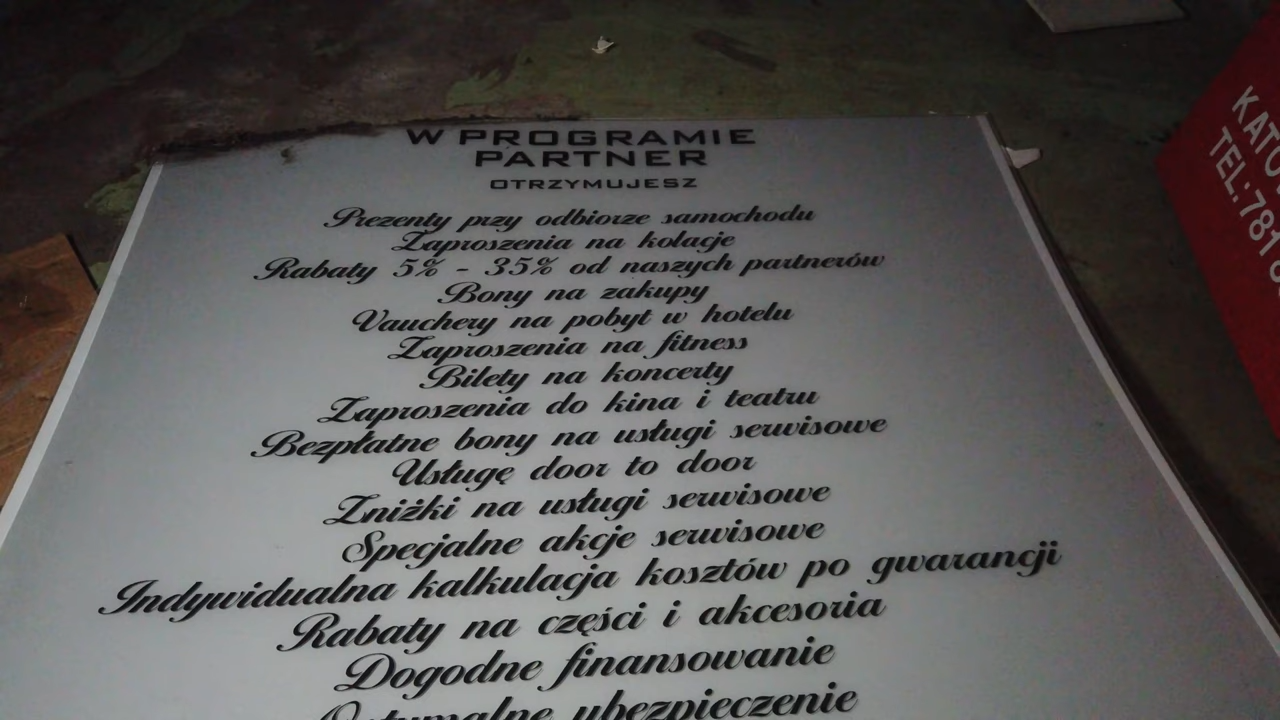 W PROGRAMIE
PARTNER
OTRZYMUJESZ
Prezenty przy odbiorze samochodu
Zaproszenia na kolacje
Rabaty 5% - 35% od naszych partnerów
Bony na zakupy
Vauchery na pobyt w hotelu
Zaproszenia na fitness
Bilety na koncerty
Zaproszenia do kina i teatru
Bezpłatne bony na usługi serwisowe
Usługę door to door
Zniżki na usługi serwisowe
Specjalne akcje serwisowe
Indywidualna kalkulacja kosztów po gwarancji
Rabaty na części i akcesoria
Dogodne finansowanie
Optymalne ubezpieczenie
TEL:781